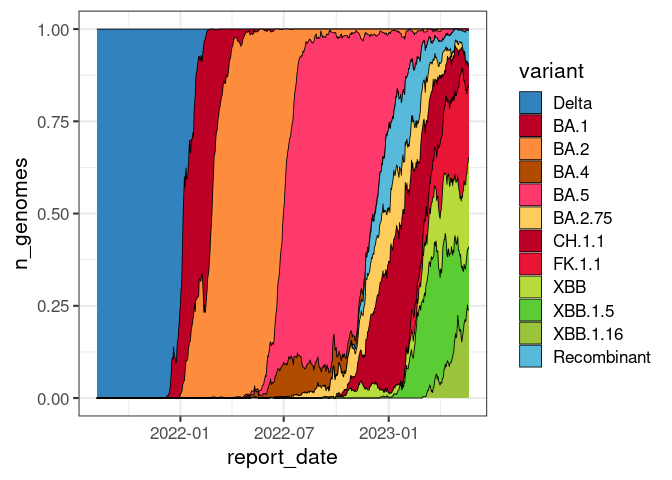 1.00
0.75
0.50
0.25
0.00
n_genomes
2022-01 2022-07 2023-01
report_date
variant
Delta
BA.1
BA.2
BA.4
BA.5
BA.2.75
CH.1.1
FK.1.1
XBB
XBB.1.5
XBB.1.16
Recombinant